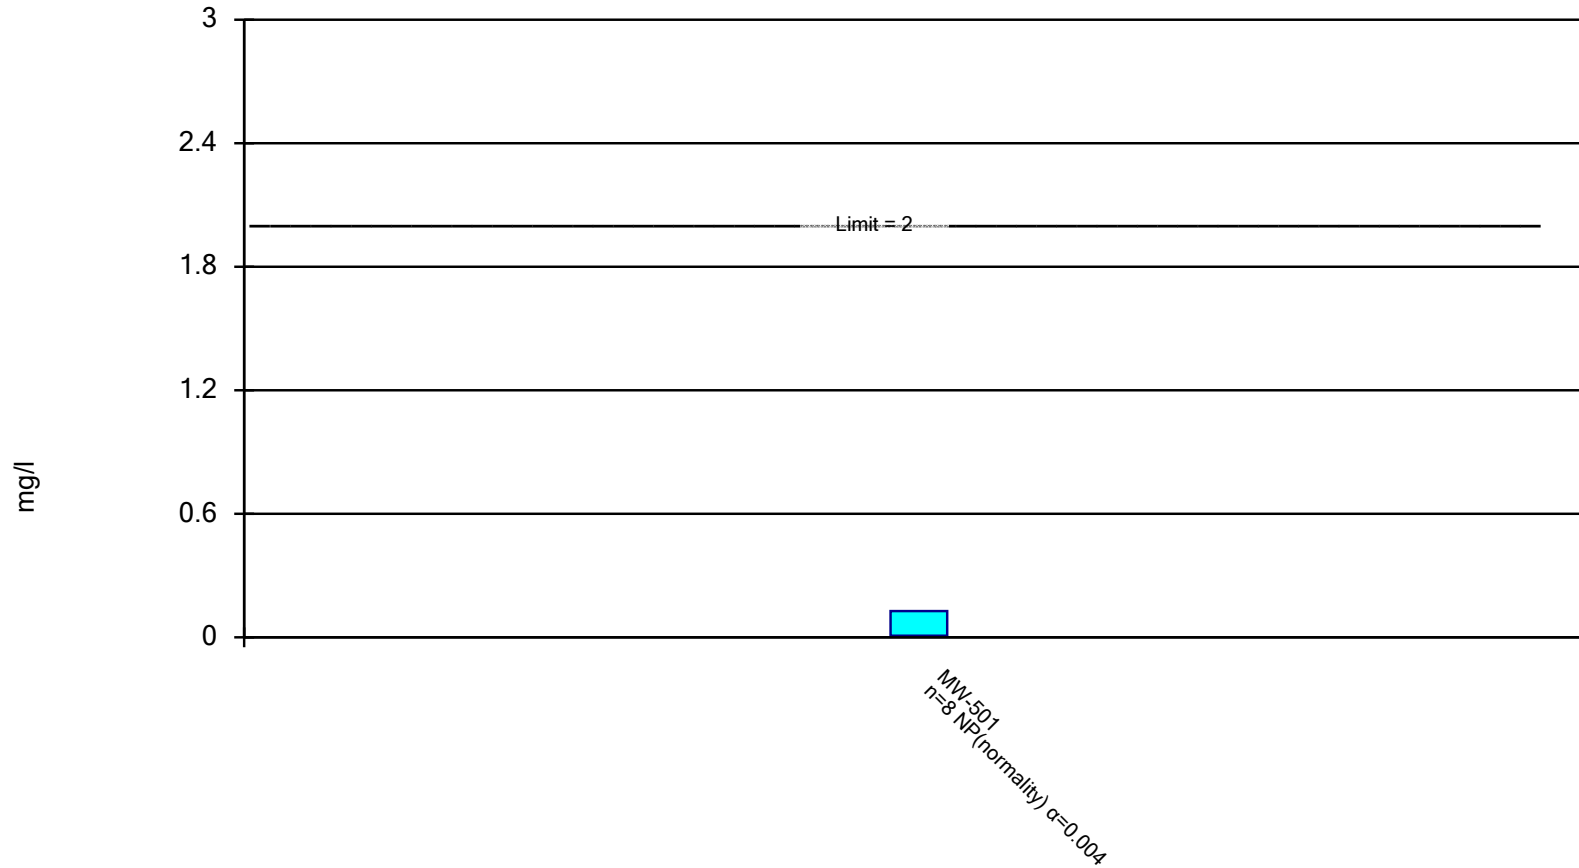 3
2.4
Limit = 2
1.8
1.2
mg/l
0.6
0
MW-501
n=8 NP(normality) α=0.004